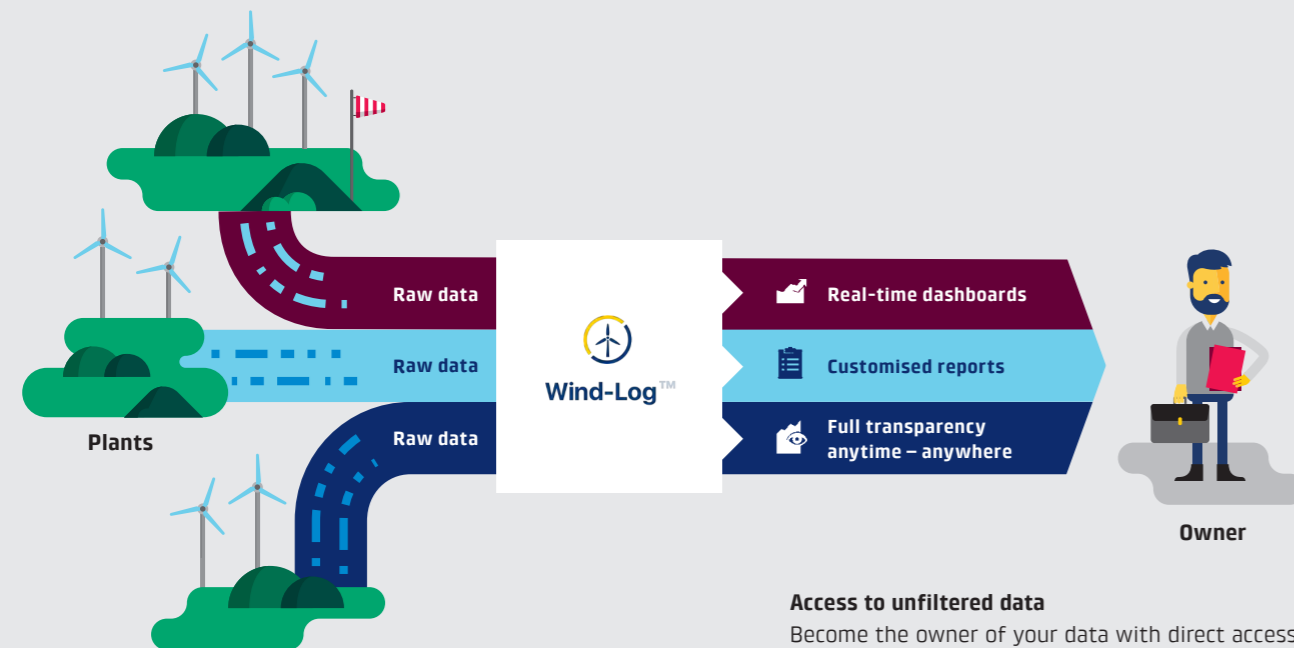 Raw data
Real-time dashboards
Raw data
Wind-Log™
Customised reports
Plants
Raw data
Full transparency
anytime – anywhere
Owner
Access to unfiltered data
Become the owner of your data with direct access